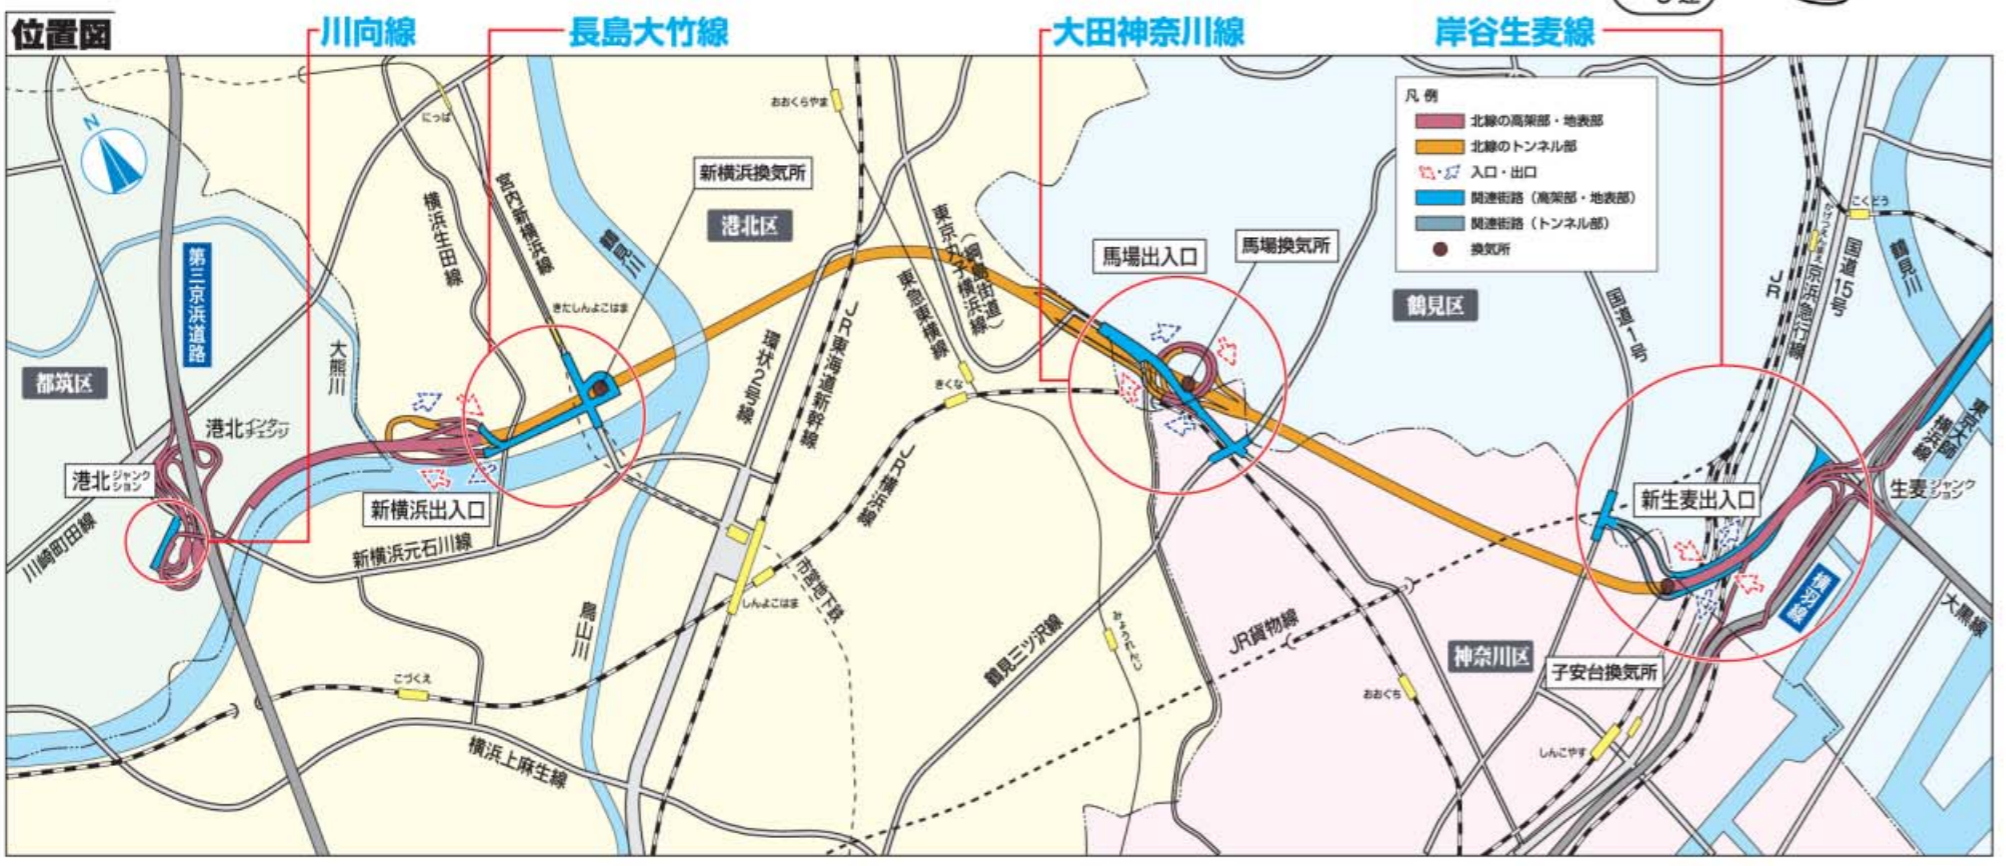 位置図
川向線
長島大竹線
大田神奈川線
岸谷生麦線
凡例
北線の高架部・地表部
北線のトンネル部
入口・出口
関連街路（高架部・地表部）
関連街路（トンネル部）
換気所
N
第三京浜道路
都筑区
港北インターチェンジ
港北ジャンクション
川崎町田線
大熊川
横浜生田線
にっぱ
宮内新横浜線
新横浜換気所
港北区
鶴見川
きたしんよこはま
新横浜出入口
新横浜元石川線
こづくえ
横浜上麻生線
鳥山川
おおくらやま
東京丸子横浜線
（綱島街道）
東急東横線
JR東海道新幹線
環状2号線
きくな
JR横浜線
しんよこはま
市営地下鉄
みょうれんじ
鶴見三ツ沢線
馬場出入口
馬場換気所
鶴見区
国道1号
JR
京浜急行線
かげつえんまえ
国道15号
こくどう
鶴見川
東京大師横浜線
生麦ジャンクション
新生麦出入口
横羽線
大黒線
JR貨物線
おおぐち
神奈川区
子安台換気所
しんこやす